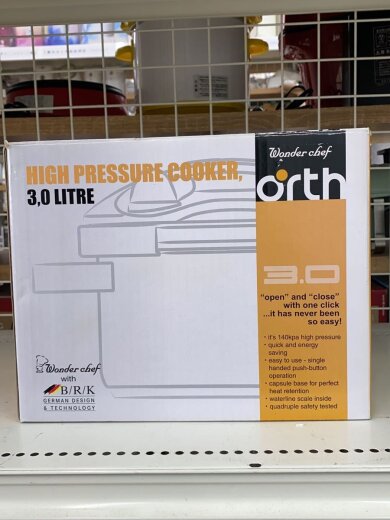 HIGH PRESSURE COOKER,
3,0 LITRE
Wonder chef
orth
3.0
"open" and "close"
with one click
...it has never been
so easy!
· it's 140kpa high pressure
· quick and energy
saving
· easy to use - single
handed push-button
operation
· capsule base for perfect
heat retention
· waterline scale inside
· quadruple safety tested
Wonder chef
with
B/R/K
GERMAN DESIGN
& TECHNOLOGY